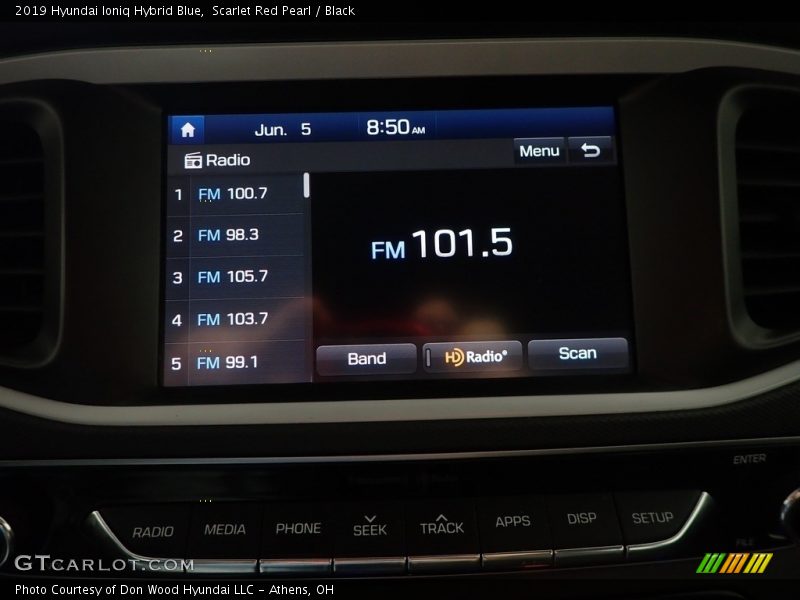 2019 Hyundai Ioniq Hybrid Blue,  Scarlet Red Pearl / Black
Jun. 5 8:50 AM
Radio Menu
1 FM 100.7
2 FM 98.3
FM 101.5
3 FM 105.7
4 FM 103.7
5 FM 99.1
Band HD Radio® Scan
ENTER
RADIO MEDIA PHONE SEEK TRACK APPS DISP SETUP
FILE
GTCARLOT.COM
Photo Courtesy of Don Wood Hyundai LLC - Athens, OH